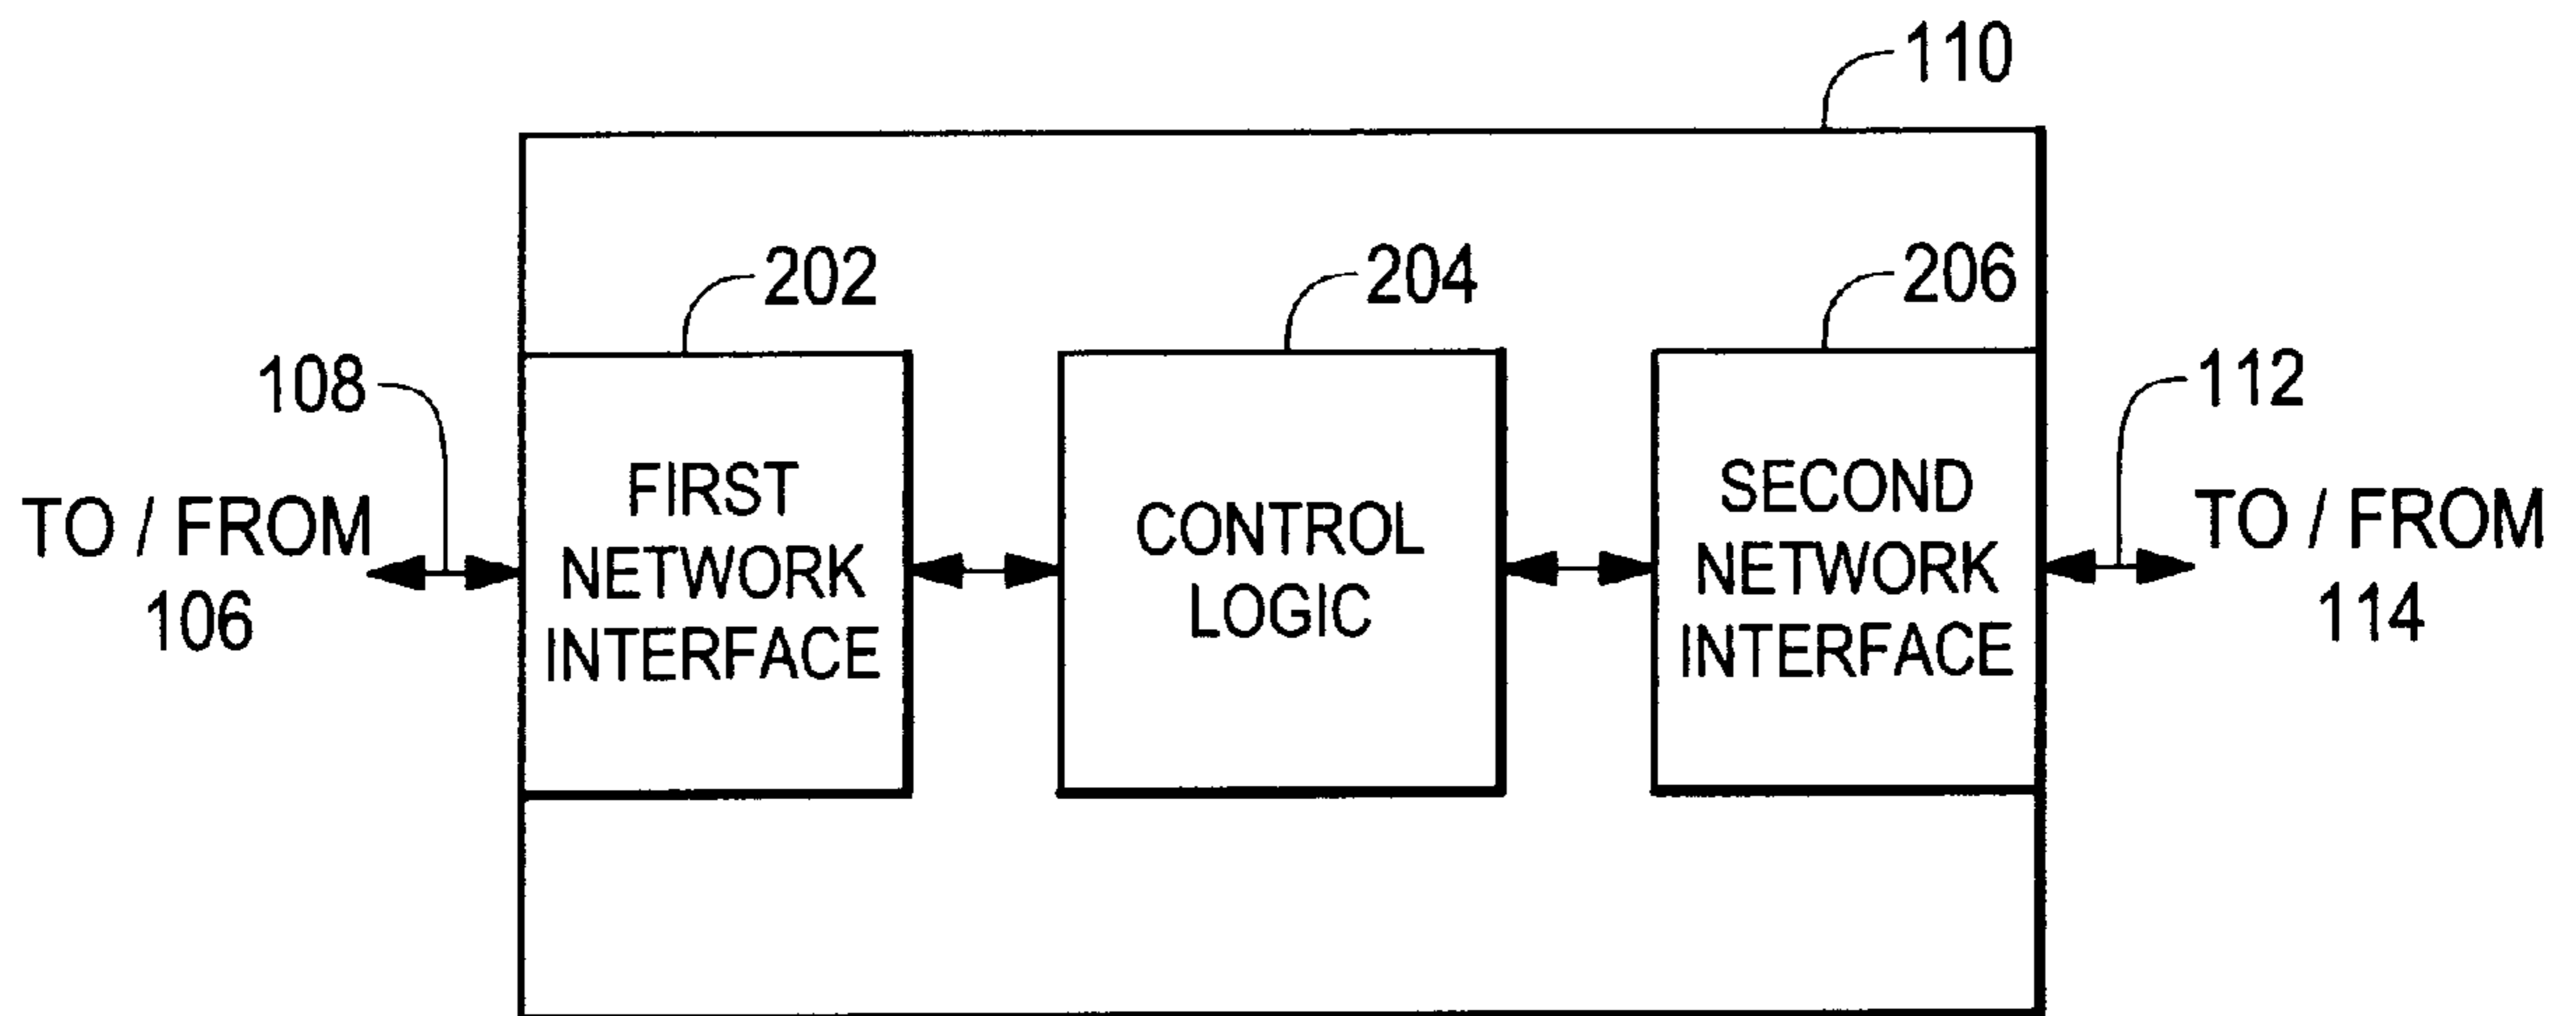 110
202
204
206
108
112
TO / FROM
106
FIRST
NETWORK
INTERFACE
CONTROL
LOGIC
SECOND
NETWORK
INTERFACE
TO / FROM
114